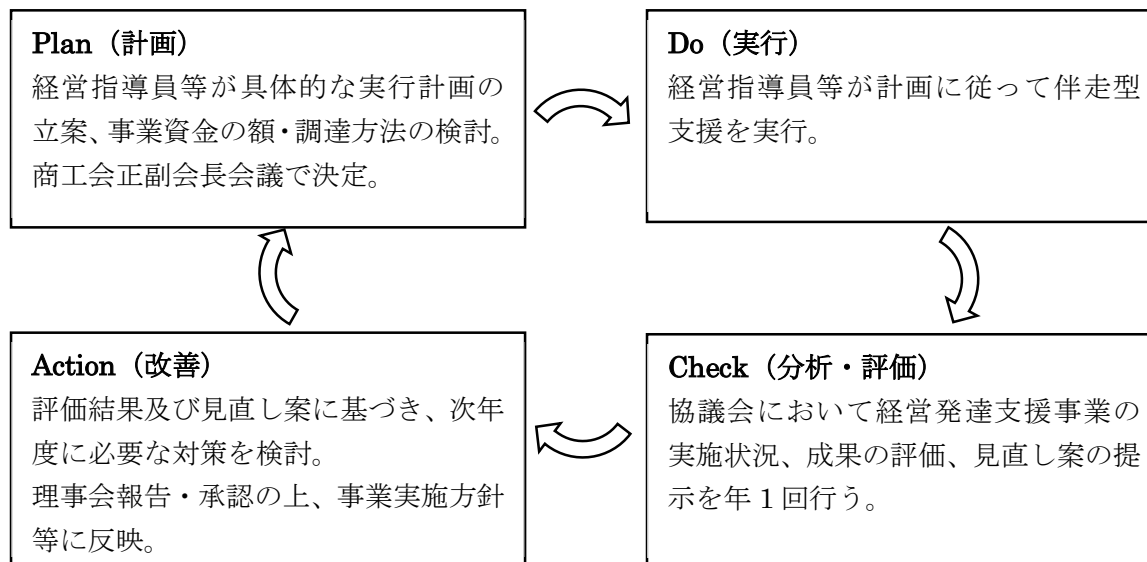 Plan（計画）
経営指導員等が具体的な実行計画の
立案、事業資金の額・調達方法の検討。
商工会正副会長会議で決定。
Do（実行）
経営指導員等が計画に従って伴走型
支援を実行。
Action（改善）
評価結果及び見直し案に基づき、次年
度に必要な対策を検討。
理事会報告・承認の上、事業実施方針
等に反映。
Check（分析・評価）
協議会において経営発達支援事業の
実施状況、成果の評価、見直し案の提
示を年 1 回行う。